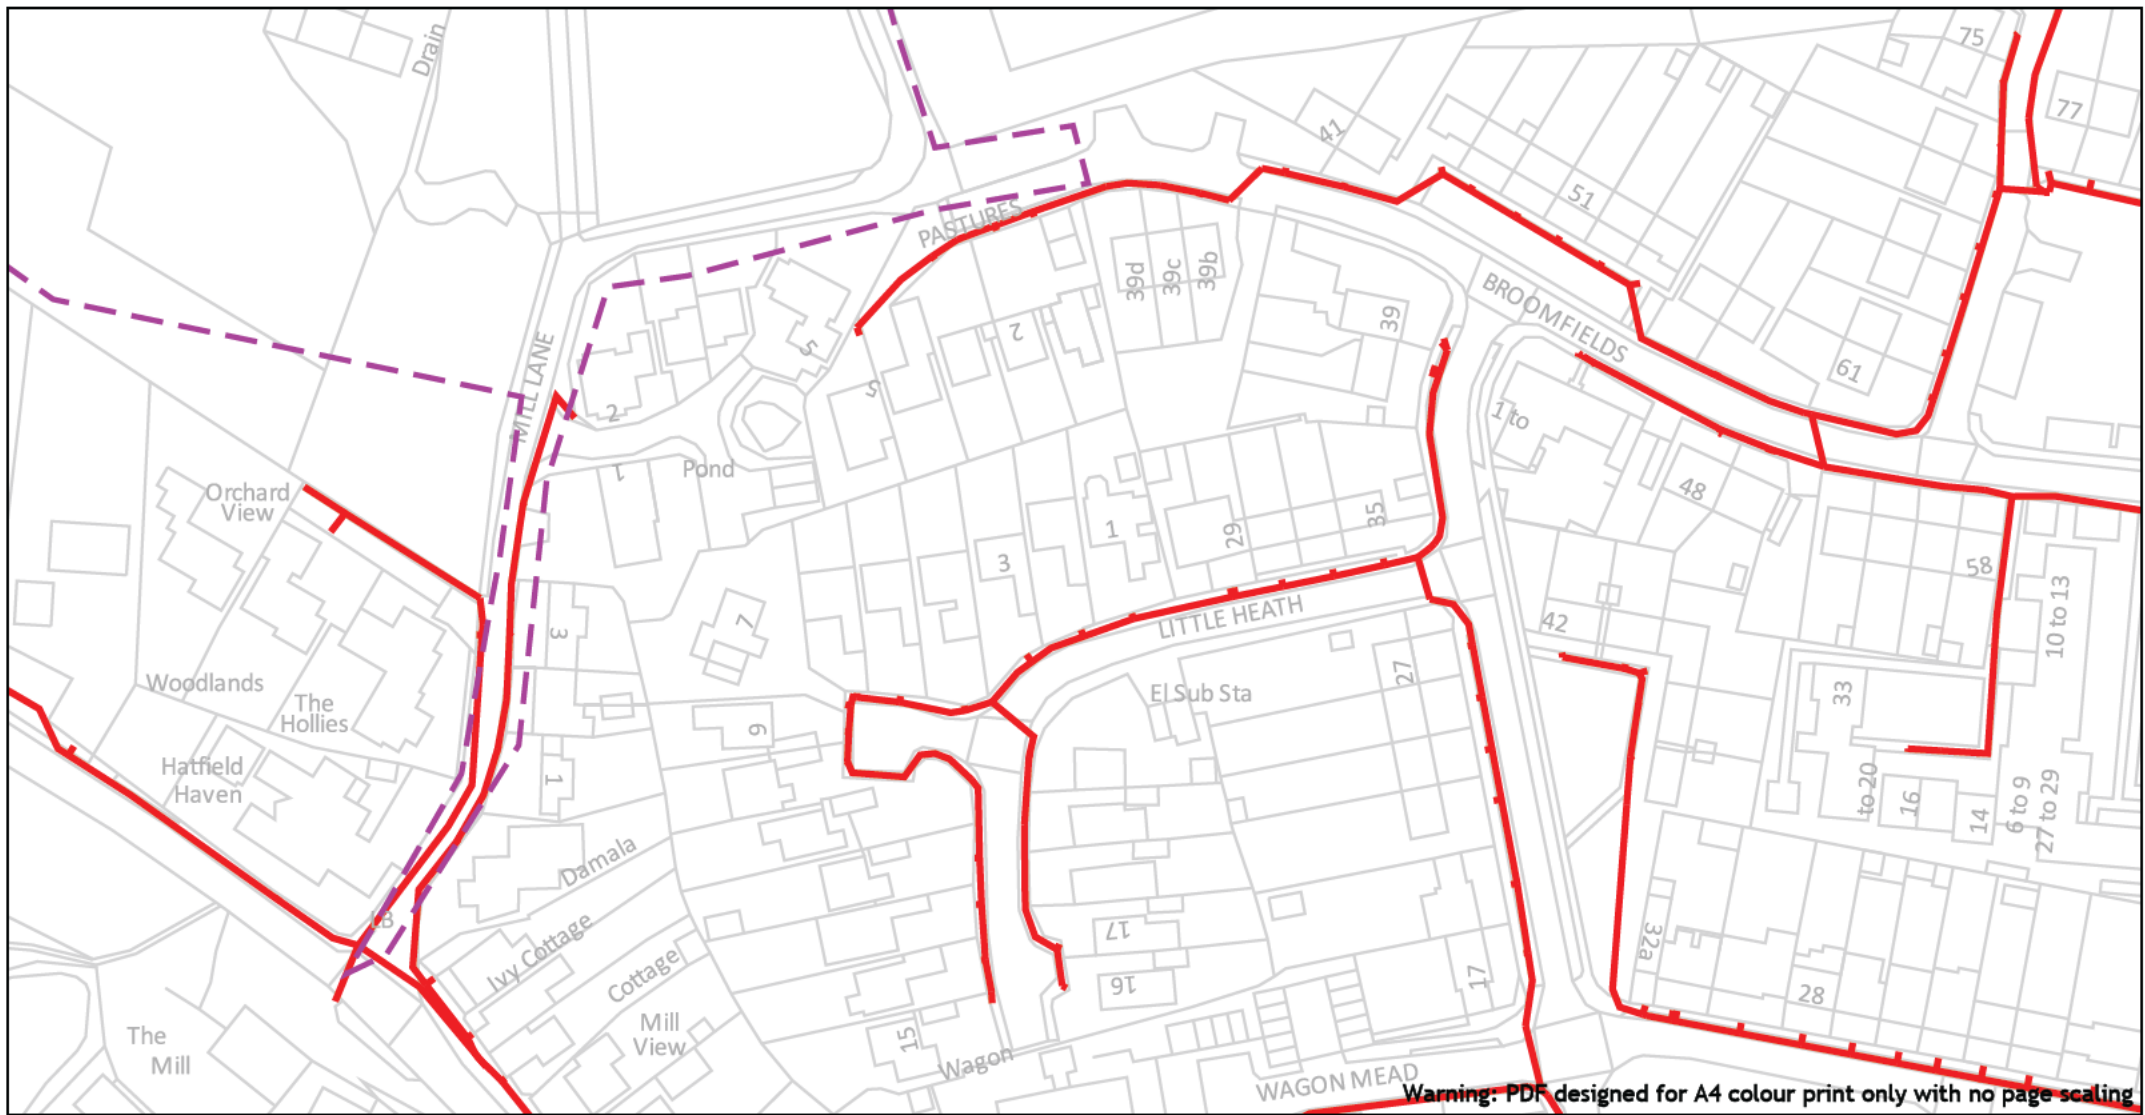 Drain
75
77
41
51
PASTURES
39d
39c
39b
BROOMFIELDS
39
2
5
61
MILL LANE
5
2
1 to
Pond
1
48
Orchard
View
35
29
1
3
58
10 to 13
LITTLE HEATH
42
7
3
27
El Sub Sta
Woodlands
The
Hollies
33
9
Hatfield
Haven
1
to 20
16
14
6 to 9
27 to 29
Damala
LB
17
32a
Ivy Cottage
Cottage
16
17
28
The
Mill
Mill
View
15
Wagon
WAGON MEAD
Warning: PDF designed for A4 colour print only with no page scaling